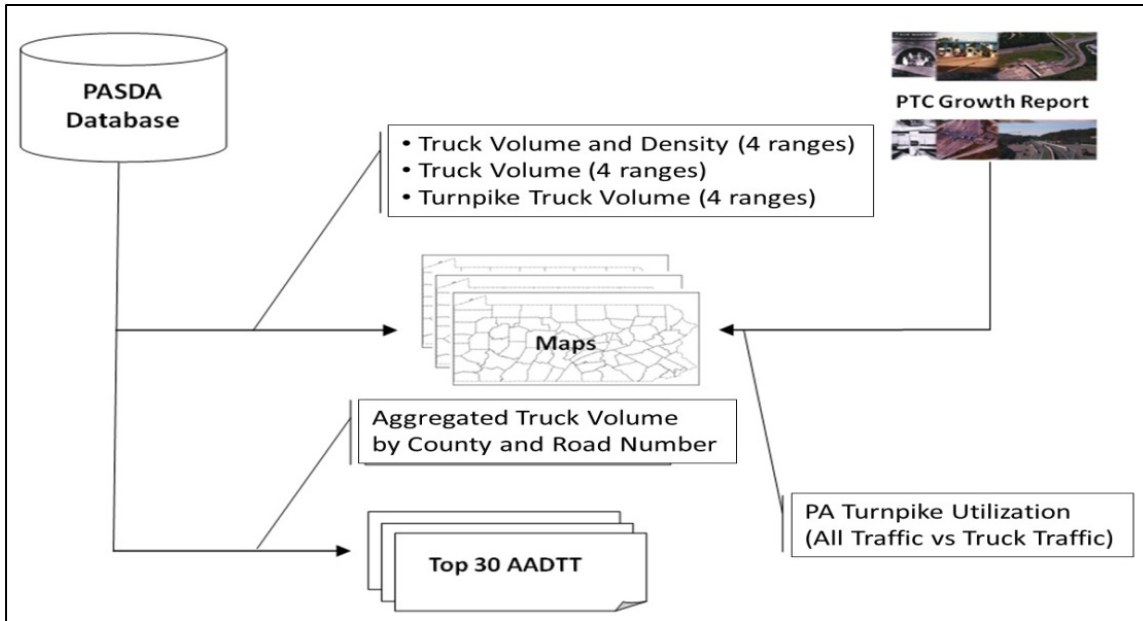 PASDA
Database
PTC Growth Report
• Truck Volume and Density (4 ranges)
• Truck Volume (4 ranges)
• Turnpike Truck Volume (4 ranges)
Maps
Aggregated Truck Volume
by County and Road Number
PA Turnpike Utilization
(All Traffic vs Truck Traffic)
Top 30 AADTT